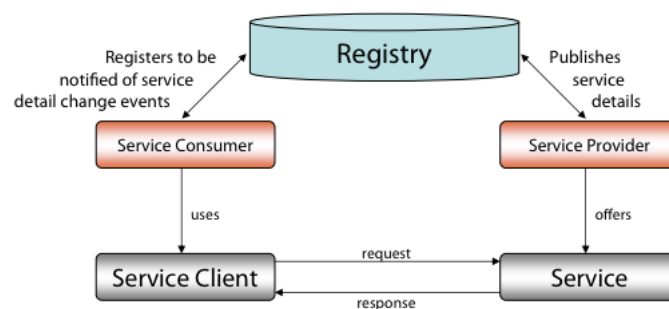 Registers to be
notified of service
detail change events
Registry
Publishes
service
details
Service Consumer
Service Provider
uses
offers
request
Service Client
Service
response